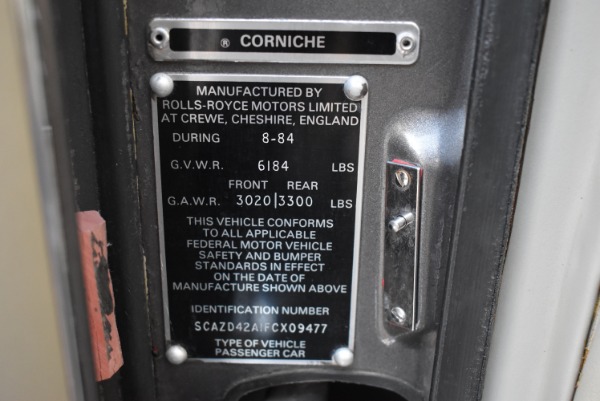 ® CORNICHE
MANUFACTURED BY
ROLLS-ROYCE MOTORS LIMITED
AT CREWE, CHESHIRE, ENGLAND
DURING 8-84
G.V.W.R. 6184 LBS
FRONT REAR
G.A.W.R. 3020|3300 LBS
THIS VEHICLE CONFORMS
TO ALL APPLICABLE
FEDERAL MOTOR VEHICLE
SAFETY AND BUMPER
STANDARDS IN EFFECT
ON THE DATE OF
MANUFACTURE SHOWN ABOVE
IDENTIFICATION NUMBER
TYPE OF VEHICLE
PASSENGER CAR